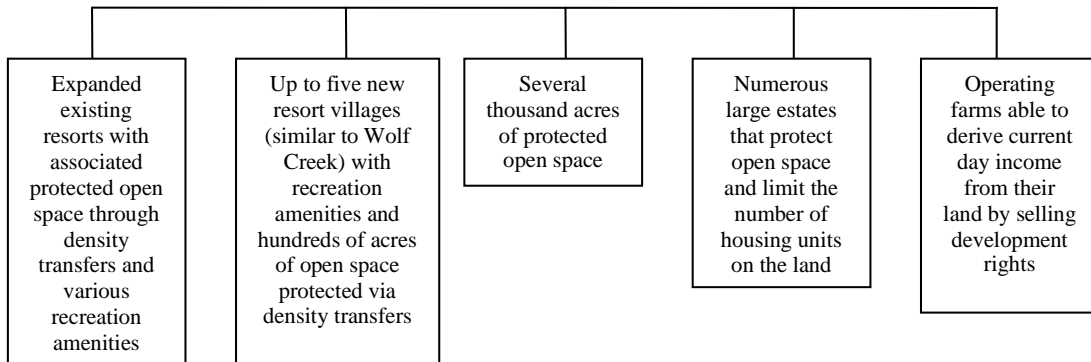 Expanded
existing
resorts with
associated
protected open
space through
density
transfers and
various
recreation
amenities
Up to five new
resort villages
(similar to Wolf
Creek) with
recreation
amenities and
hundreds of acres
of open space
protected via
density transfers
Several
thousand acres
of protected
open space
Numerous
large estates
that protect
open space
and limit the
number of
housing units
on the land
Operating
farms able to
derive current
day income
from their
land by selling
development
rights